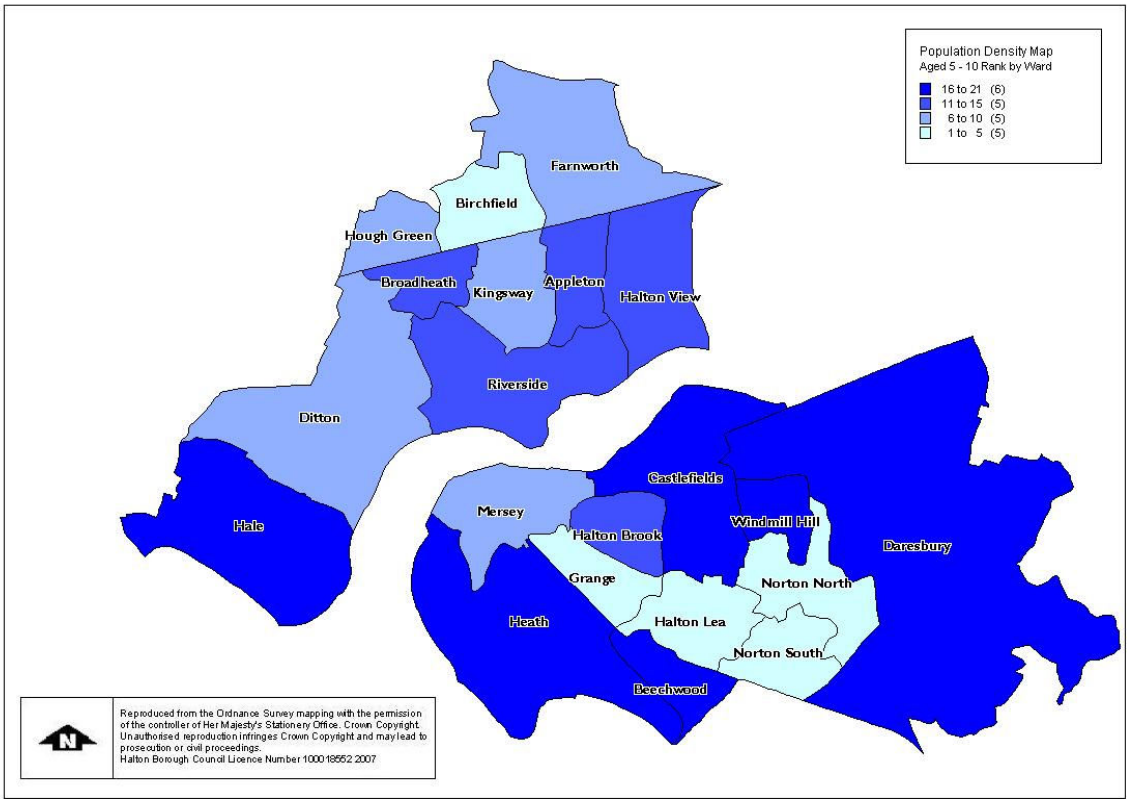 Population Density Map
Aged 5 - 10 Rank by Ward
16 to 21 (6)
11 to 15 (5)
6 to 10 (5)
1 to 5 (5)
Farnworth
Birchfield
Hough Green
Broadheath
Kingsway
Appleton
Halton View
Riverside
Ditton
Castlefields
Mersey
Windmill Hill
Hale
Halton Brook
Daresbury
Grange
Norton North
Heath
Halton Lea
Norton South
Beechwood
N
Reproduced from the Ordnance Survey mapping with the permission
of the controller of Her Majesty's Stationery Office. Crown Copyright.
Unauthorised reproduction infringes Crown Copyright and may lead to
prosecution or civil proceedings.
Halton Borough Council Licence Number 100018552 2007